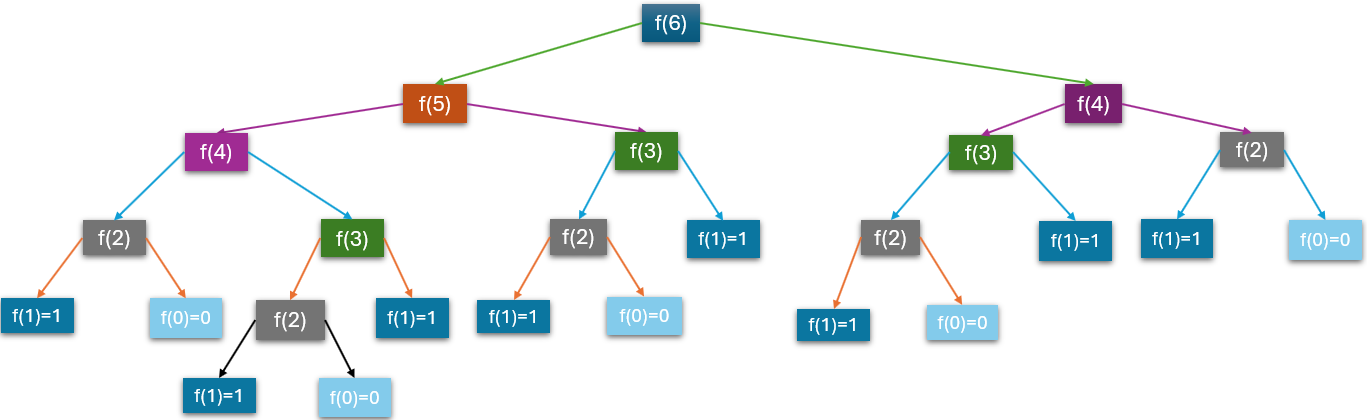 f(6)
f(5)
f(4)
f(4)
f(3)
f(3)
f(2)
f(2)
f(3)
f(2)
f(1)=1
f(2)
f(1)=1
f(1)=1
f(0)=0
f(1)=1
f(0)=0
f(2)
f(1)=1
f(1)=1
f(0)=0
f(1)=1
f(0)=0
f(1)=1
f(0)=0